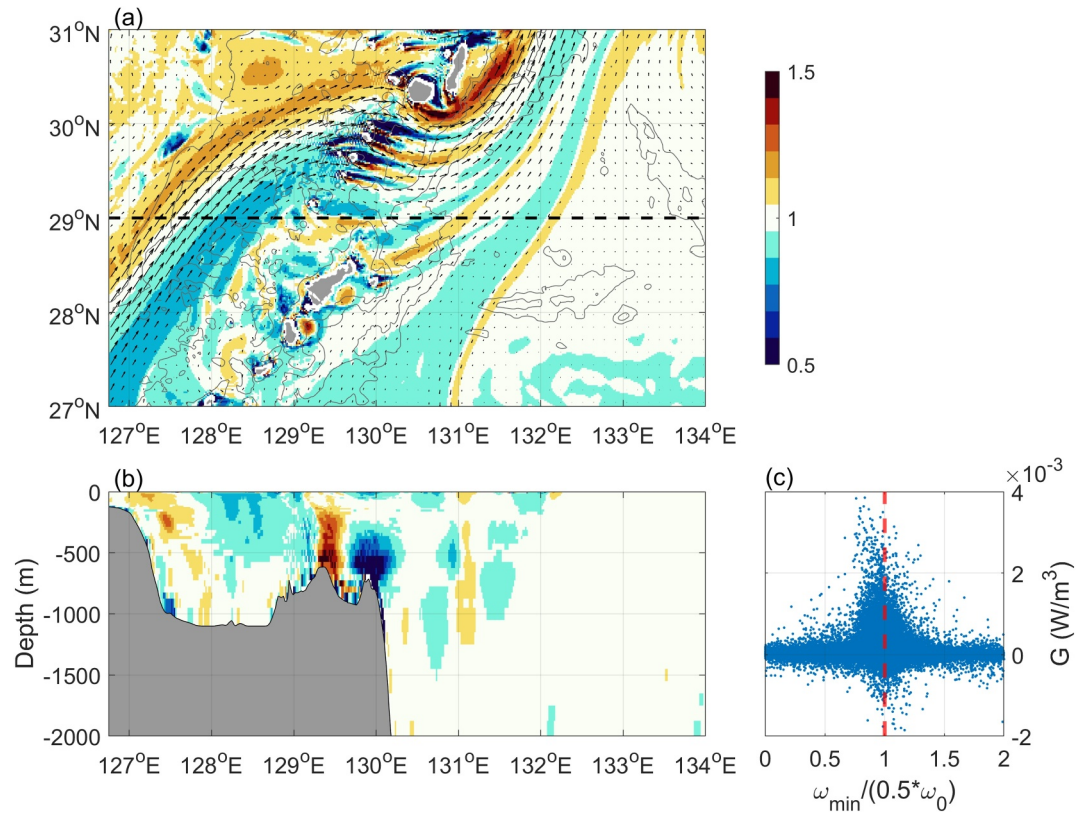 (a)
31°N
30°N
29°N
28°N
27°N
127°E 128°E 129°E 130°E 131°E 132°E 133°E 134°E
1.5
1
0.5
(b)
0
-500
-1000
-1500
-2000
Depth (m)
127°E 128°E 129°E 130°E 131°E 132°E 133°E 134°E
(c)
×10⁻³
4
2
0
-2
G (W/m³)
0 0.5 1 1.5 2
ω_min/(0.5*ω_0)